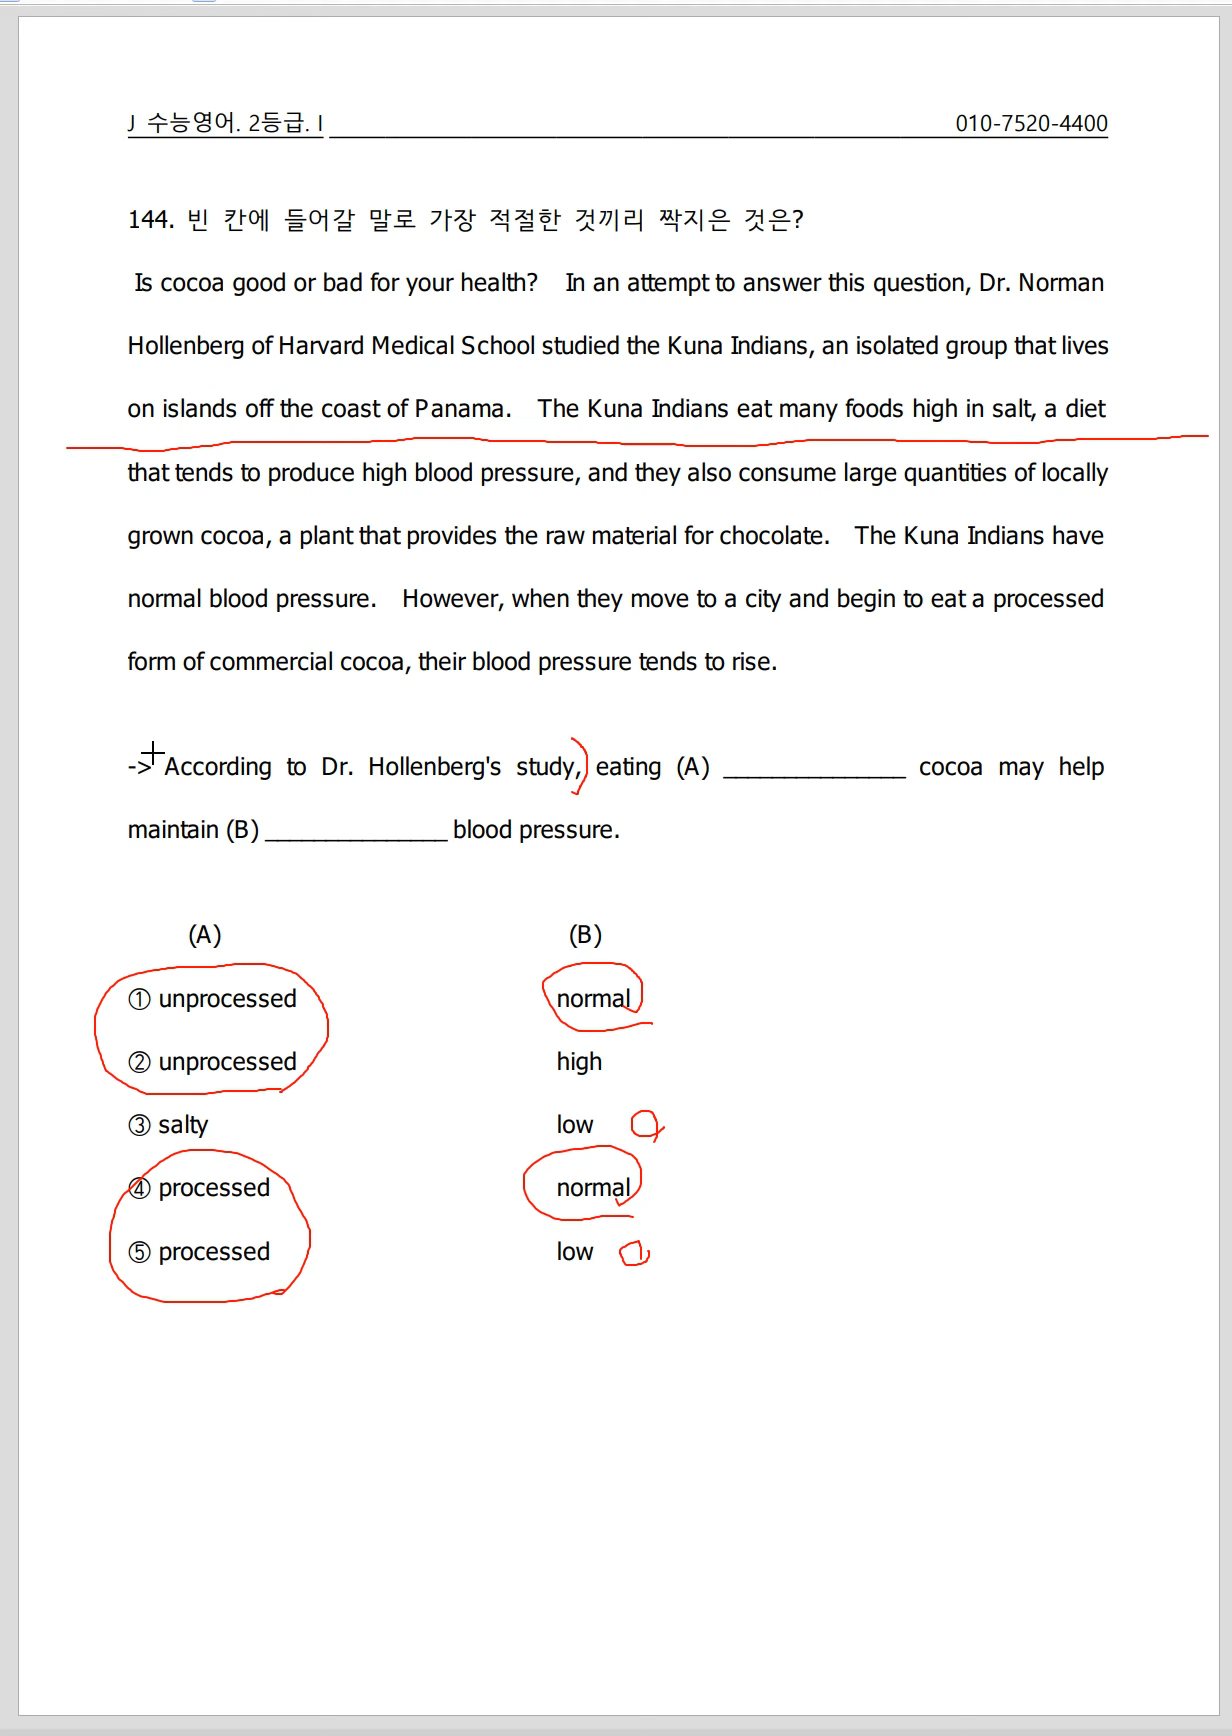 J 수능영어. 2등급. I 010-7520-4400
144. 빈 칸에 들어갈 말로 가장 적절한 것끼리 짝지은 것은?
Is cocoa good or bad for your health? In an attempt to answer this question, Dr. Norman
Hollenberg of Harvard Medical School studied the Kuna Indians, an isolated group that lives
on islands off the coast of Panama. The Kuna Indians eat many foods high in salt, a diet
that tends to produce high blood pressure, and they also consume large quantities of locally
grown cocoa, a plant that provides the raw material for chocolate. The Kuna Indians have
normal blood pressure. However, when they move to a city and begin to eat a processed
form of commercial cocoa, their blood pressure tends to rise.
-> According to Dr. Hollenberg's study, eating (A) _______________ cocoa may help
maintain (B) _______________ blood pressure.
(A) (B)
① unprocessed normal
② unprocessed high
③ salty low
④ processed normal
⑤ processed low